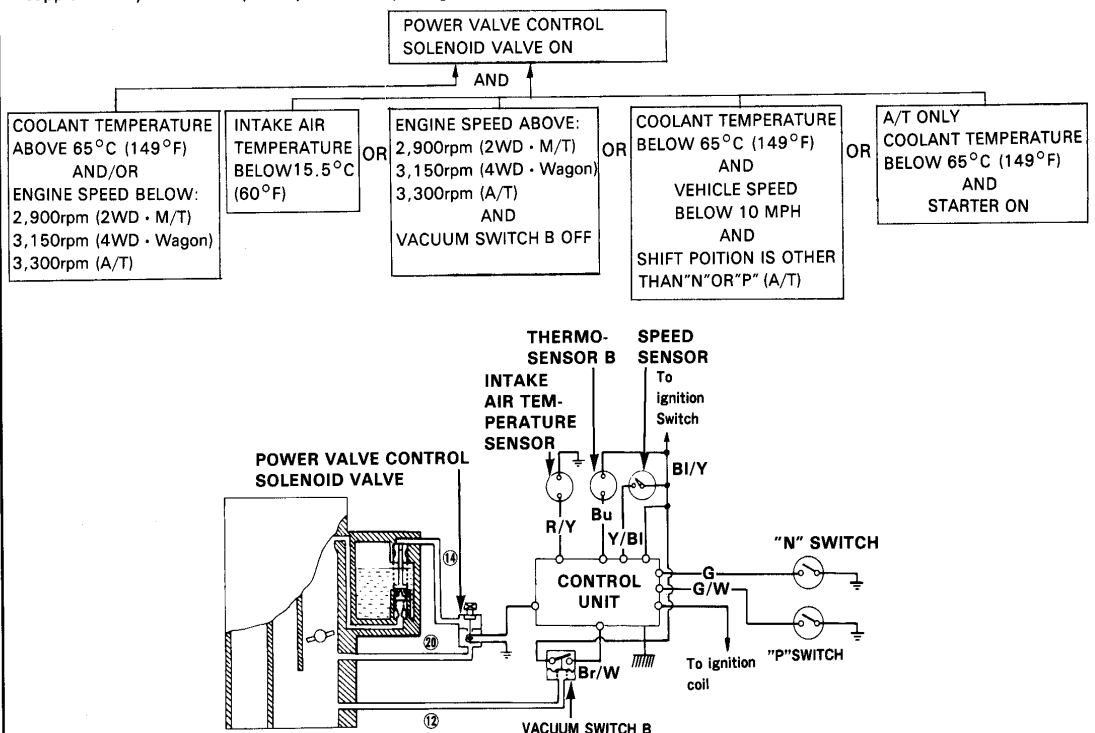 POWER VALVE CONTROL
SOLENOID VALVE ON
AND
COOLANT TEMPERATURE
ABOVE 65°C (149°F)
AND/OR
ENGINE SPEED BELOW:
2,900rpm (2WD · M/T)
3,150rpm (4WD · Wagon)
3,300rpm (A/T)
INTAKE AIR
TEMPERATURE
BELOW 15.5°C
(60°F)
OR
ENGINE SPEED ABOVE:
2,900rpm (2WD · M/T)
3,150rpm (4WD · Wagon)
3,300rpm (A/T)
AND
VACUUM SWITCH B OFF
OR
COOLANT TEMPERATURE
BELOW 65°C (149°F)
AND
VEHICLE SPEED
BELOW 10 MPH
AND
SHIFT POITION IS OTHER
THAN"N"OR"P" (A/T)
OR
A/T ONLY
COOLANT TEMPERATURE
BELOW 65°C (149°F)
AND
STARTER ON
THERMO-
SENSOR B
SPEED
SENSOR
INTAKE
AIR TEM-
PERATURE
SENSOR
To
ignition
Switch
POWER VALVE CONTROL
SOLENOID VALVE
Bl/Y
R/Y
Bu
Y/Bl
⑭
CONTROL
UNIT
G
G/W
"N" SWITCH
"P"SWITCH
⑳
To ignition
coil
Br/W
⑫
VACUUM SWITCH B